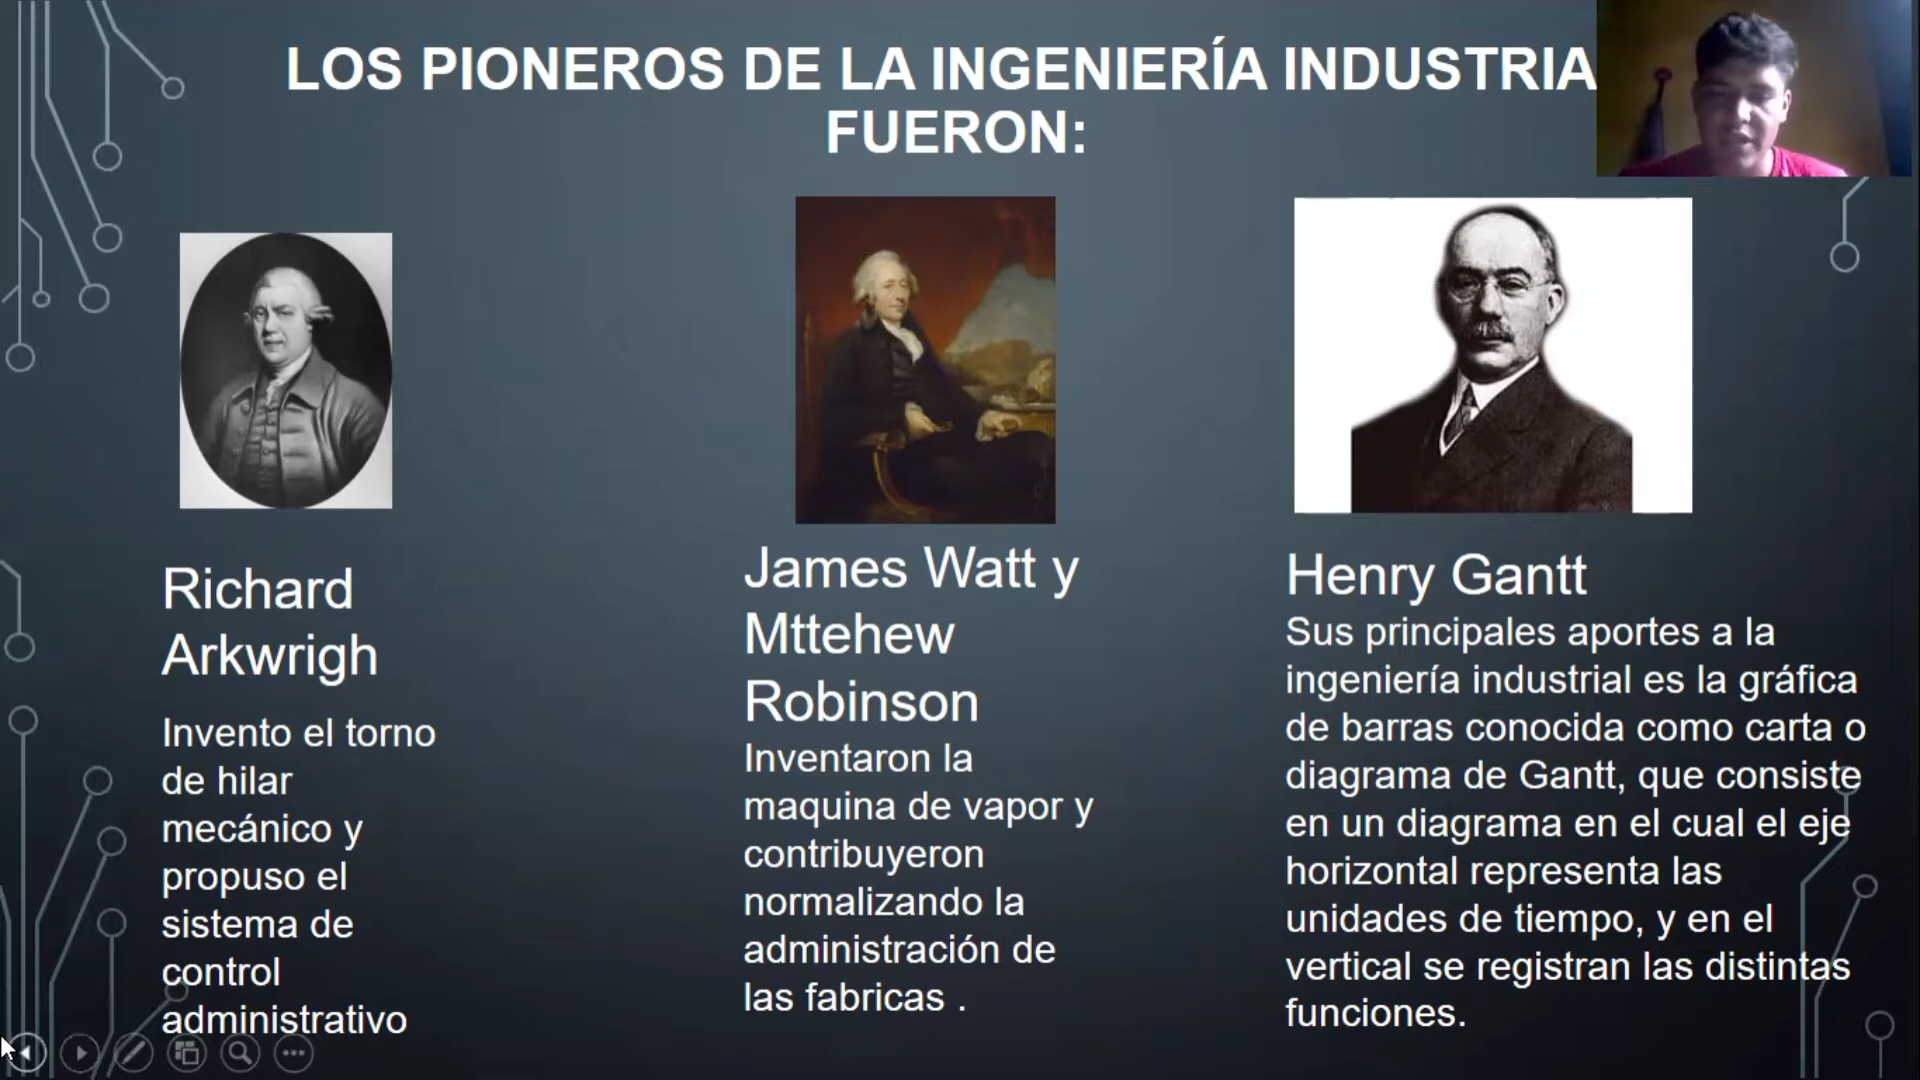 LOS PIONEROS DE LA INGENIERÍA INDUSTRIA
FUERON:
Richard
Arkwrigh
Invento el torno
de hilar
mecánico y
propuso el
sistema de
control
administrativo
James Watt y
Mttehew
Robinson
Inventaron la
maquina de vapor y
contribuyeron
normalizando la
administración de
las fabricas .
Henry Gantt
Sus principales aportes a la
ingeniería industrial es la gráfica
de barras conocida como carta o
diagrama de Gantt, que consiste
en un diagrama en el cual el eje
horizontal representa las
unidades de tiempo, y en el
vertical se registran las distintas
funciones.